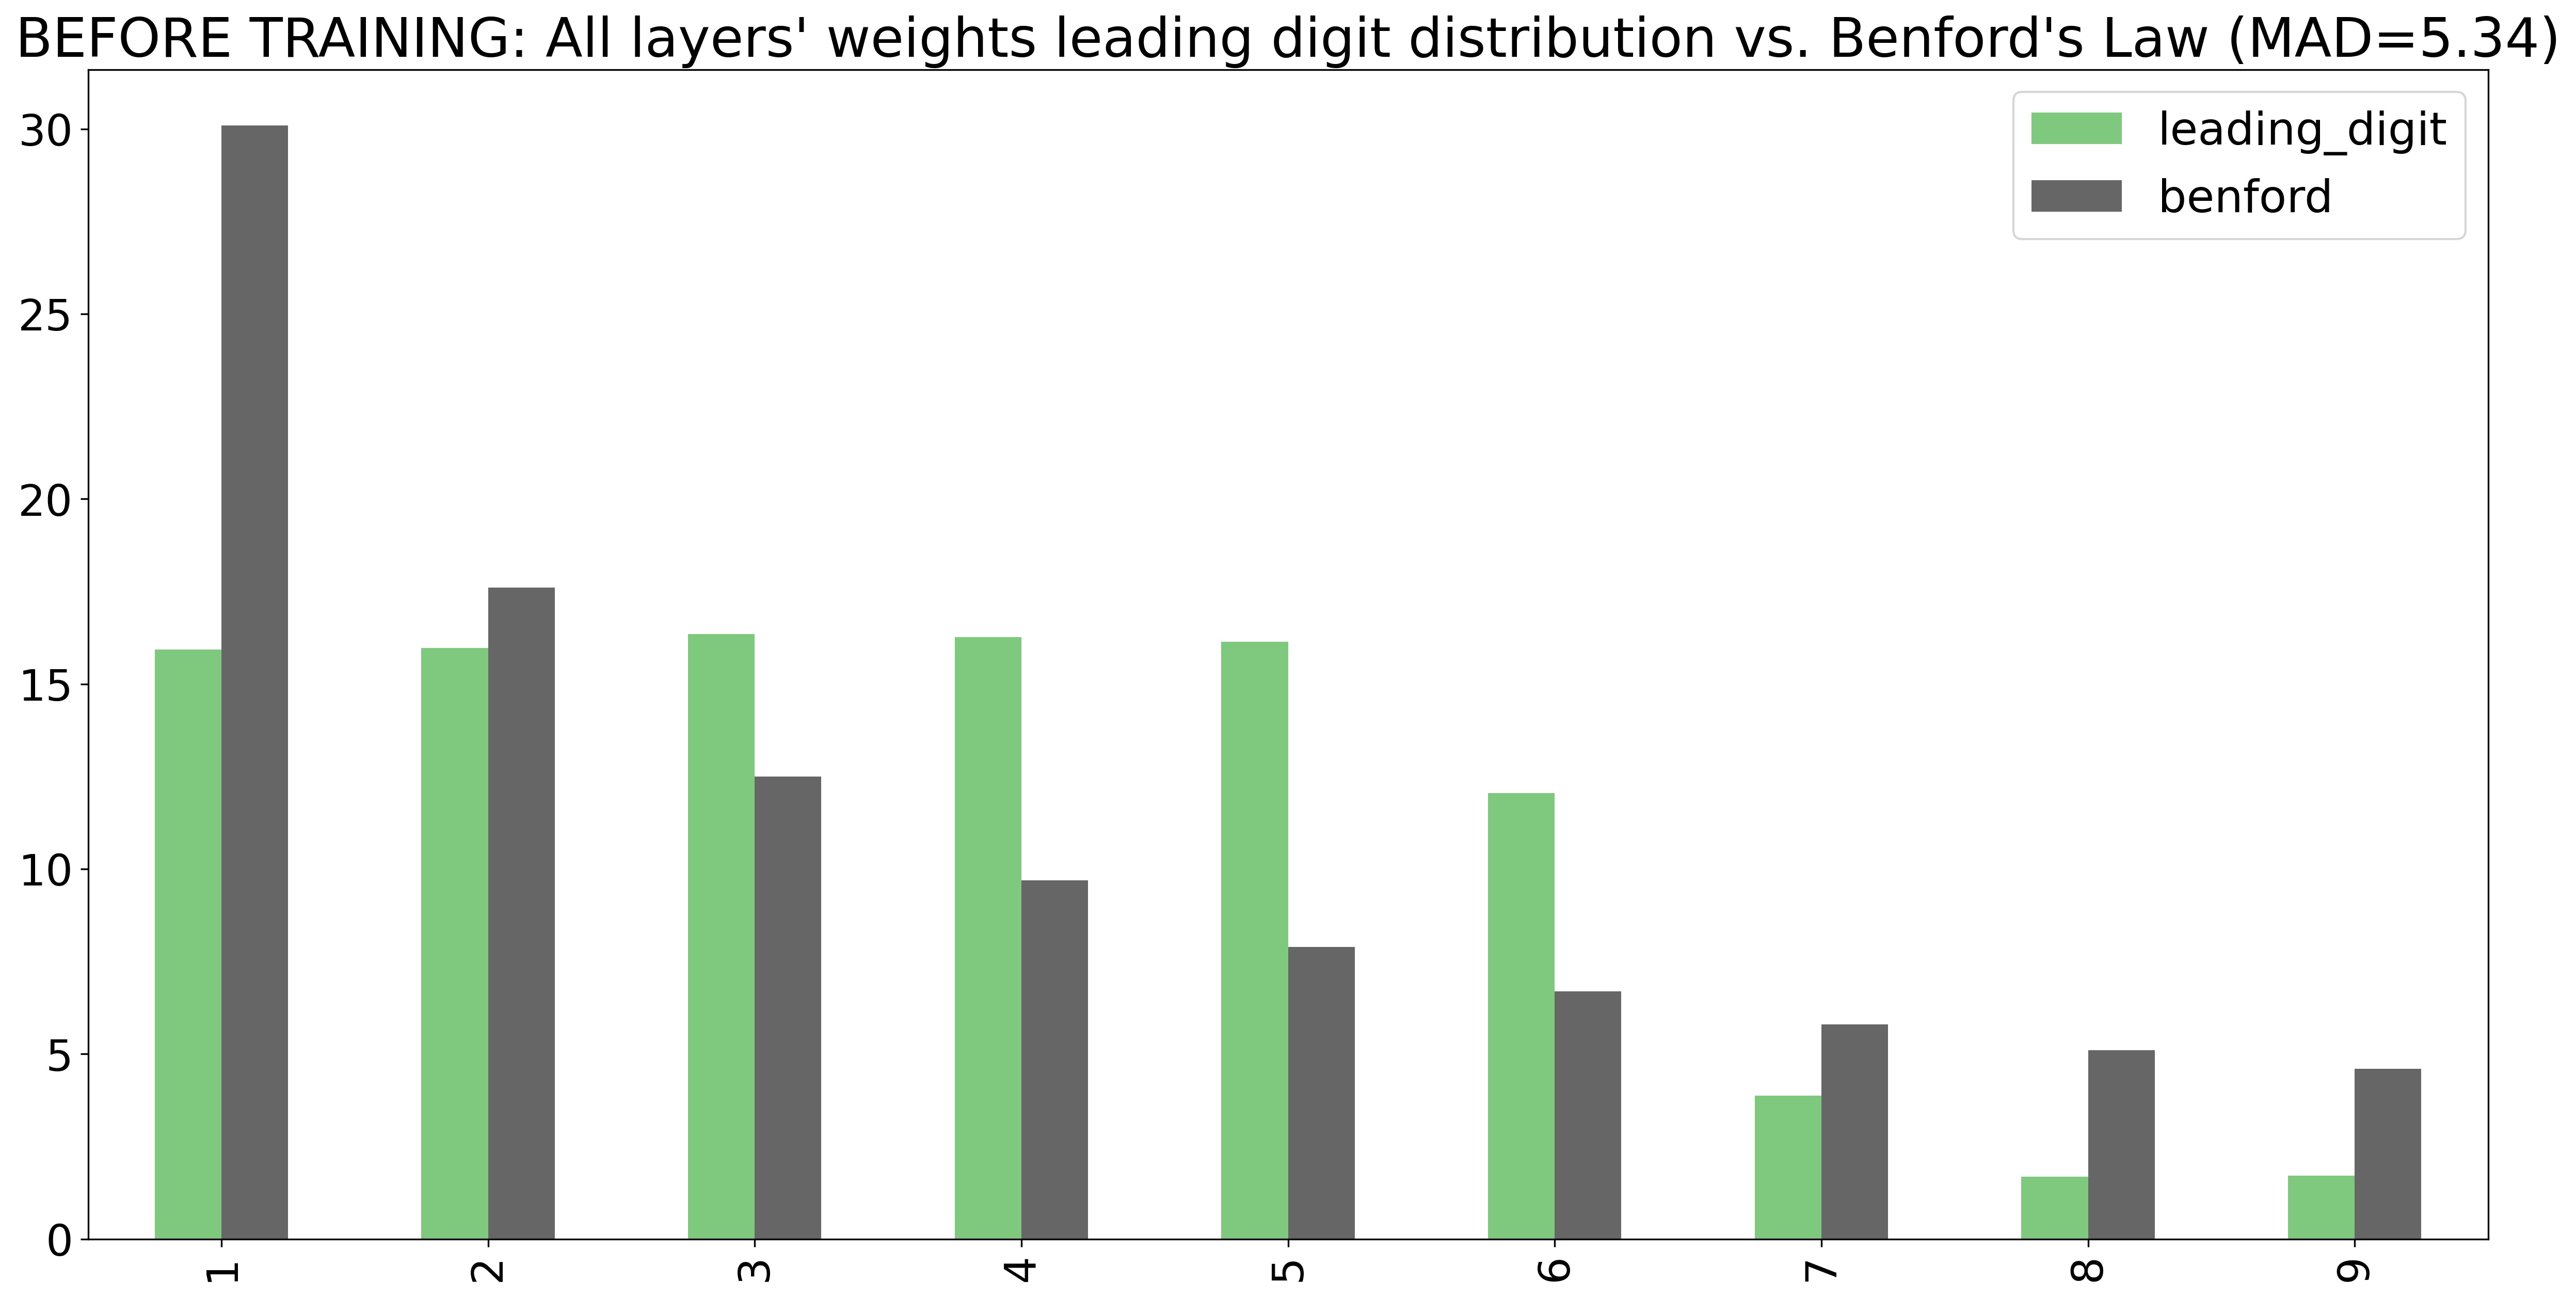 BEFORE TRAINING: All layers' weights leading digit distribution vs. Benford's Law (MAD=5.34)
leading_digit
benford
30
25
20
15
10
5
0
1 2 3 4 5 6 7 8 9